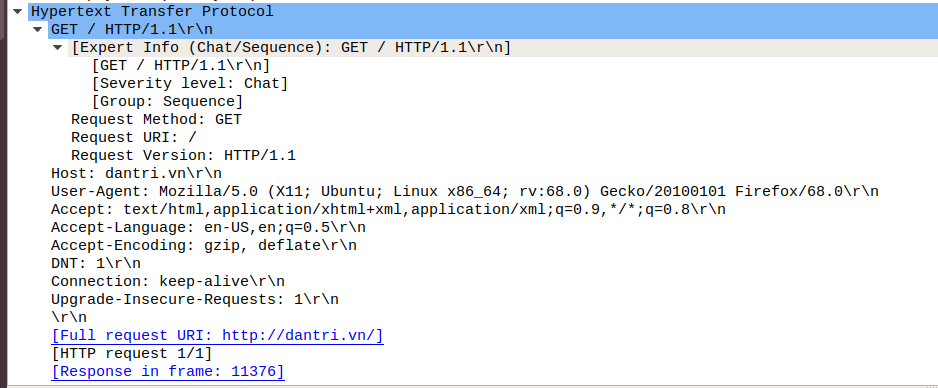 Hypertext Transfer Protocol
GET / HTTP/1.1\r\n
[Expert Info (Chat/Sequence): GET / HTTP/1.1\r\n]
[GET / HTTP/1.1\r\n]
[Severity level: Chat]
[Group: Sequence]
Request Method: GET
Request URI: /
Request Version: HTTP/1.1
Host: dantri.vn\r\n
User-Agent: Mozilla/5.0 (X11; Ubuntu; Linux x86_64; rv:68.0) Gecko/20100101 Firefox/68.0\r\n
Accept: text/html,application/xhtml+xml,application/xml;q=0.9,*/*;q=0.8\r\n
Accept-Language: en-US,en;q=0.5\r\n
Accept-Encoding: gzip, deflate\r\n
DNT: 1\r\n
Connection: keep-alive\r\n
Upgrade-Insecure-Requests: 1\r\n
\r\n
[Full request URI: http://dantri.vn/]
[HTTP request 1/1]
[Response in frame: 11376]